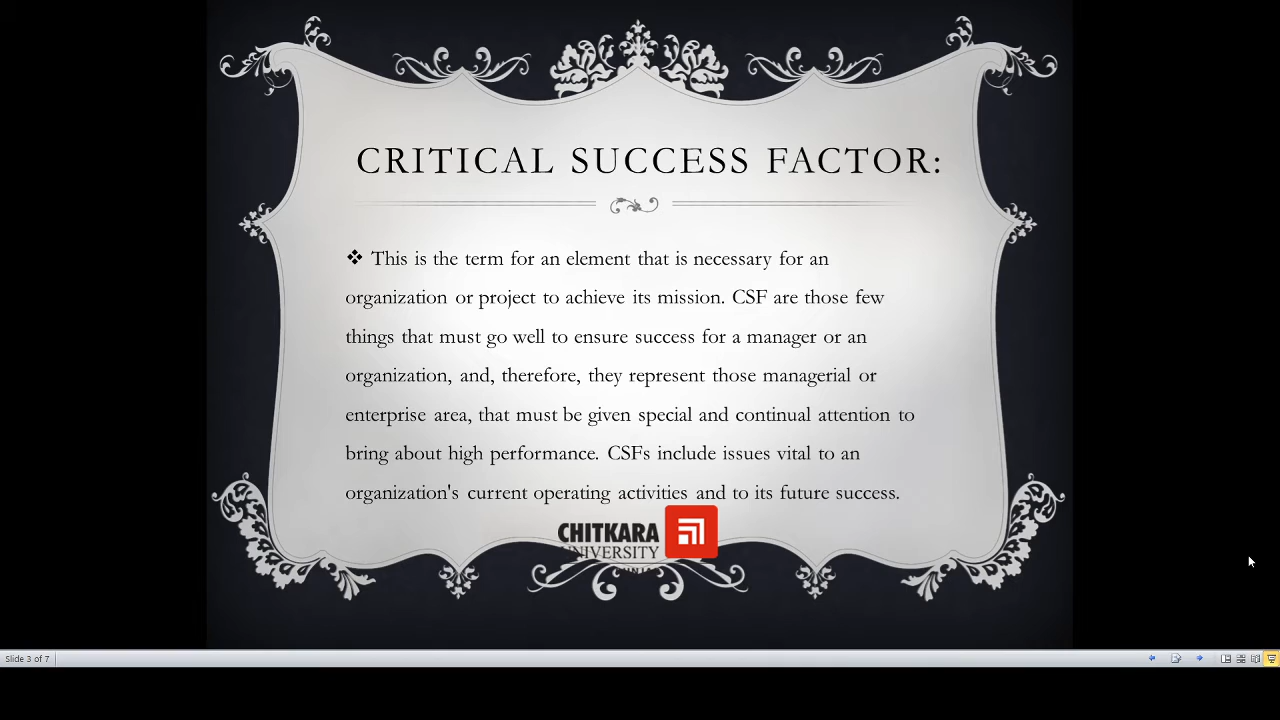 CRITICAL SUCCESS FACTOR:
❖ This is the term for an element that is necessary for an
organization or project to achieve its mission. CSF are those few
things that must go well to ensure success for a manager or an
organization, and, therefore, they represent those managerial or
enterprise area, that must be given special and continual attention to
bring about high performance. CSFs include issues vital to an
organization's current operating activities and to its future success.
CHITKARA
UNIVERSITY
Slide 3 of 7